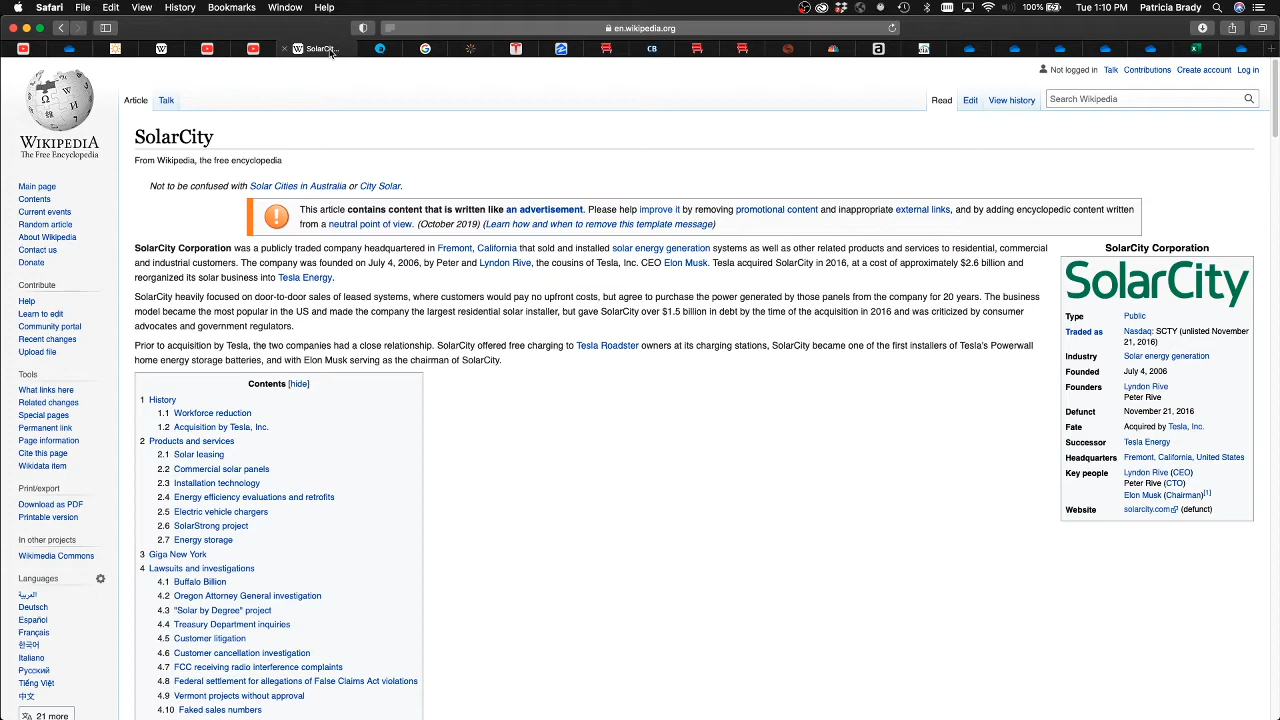 Safari File Edit View History Bookmarks Window Help
100% Tue 1:10 PM Patricia Brady
en.wikipedia.org
SolarCit...
Not logged in Talk Contributions Create account Log in
Article Talk
Read Edit View history Search Wikipedia
WIKIPEDIA
The Free Encyclopedia
Main page
Contents
Current events
Random article
About Wikipedia
Contact us
Donate
Contribute
Help
Learn to edit
Community portal
Recent changes
Upload file
Tools
What links here
Related changes
Special pages
Permanent link
Page information
Cite this page
Wikidata item
Print/export
Download as PDF
Printable version
In other projects
Wikimedia Commons
Languages
العربية
Deutsch
Español
Français
한국어
Italiano
Русский
Tiếng Việt
中文
21 more
SolarCity
From Wikipedia, the free encyclopedia
Not to be confused with Solar Cities in Australia or City Solar.
This article contains content that is written like an advertisement. Please help improve it by removing promotional content and inappropriate external links, and by adding encyclopedic content written
from a neutral point of view. (October 2019) (Learn how and when to remove this template message)
SolarCity Corporation was a publicly traded company headquartered in Fremont, California that sold and installed solar energy generation systems as well as other related products and services to residential, commercial
and industrial customers. The company was founded on July 4, 2006, by Peter and Lyndon Rive, the cousins of Tesla, Inc. CEO Elon Musk. Tesla acquired SolarCity in 2016, at a cost of approximately $2.6 billion and
reorganized its solar business into Tesla Energy.
SolarCity heavily focused on door-to-door sales of leased systems, where customers would pay no upfront costs, but agree to purchase the power generated by those panels from the company for 20 years. The business
model became the most popular in the US and made the company the largest residential solar installer, but gave SolarCity over $1.5 billion in debt by the time of the acquisition in 2016 and was criticized by consumer
advocates and government regulators.
Prior to acquisition by Tesla, the two companies had a close relationship. SolarCity offered free charging to Tesla Roadster owners at its charging stations, SolarCity became one of the first installers of Tesla's Powerwall
home energy storage batteries, and with Elon Musk serving as the chairman of SolarCity.
Contents [hide]
1 History
1.1 Workforce reduction
1.2 Acquisition by Tesla, Inc.
2 Products and services
2.1 Solar leasing
2.2 Commercial solar panels
2.3 Installation technology
2.4 Energy efficiency evaluations and retrofits
2.5 Electric vehicle chargers
2.6 SolarStrong project
2.7 Energy storage
3 Giga New York
4 Lawsuits and investigations
4.1 Buffalo Billion
4.2 Oregon Attorney General investigation
4.3 "Solar by Degree" project
4.4 Treasury Department inquiries
4.5 Customer litigation
4.6 Customer cancellation investigation
4.7 FCC receiving radio interference complaints
4.8 Federal settlement for allegations of False Claims Act violations
4.9 Vermont projects without approval
4.10 Faked sales numbers
SolarCity Corporation
SolarCity
Type Public
Traded as Nasdaq: SCTY (unlisted November
21, 2016)
Industry Solar energy generation
Founded July 4, 2006
Founders Lyndon Rive
Peter Rive
Defunct November 21, 2016
Fate Acquired by Tesla, Inc.
Successor Tesla Energy
Headquarters Fremont, California, United States
Key people Lyndon Rive (CEO)
Peter Rive (CTO)
Elon Musk (Chairman)[1]
Website solarcity.com (defunct)